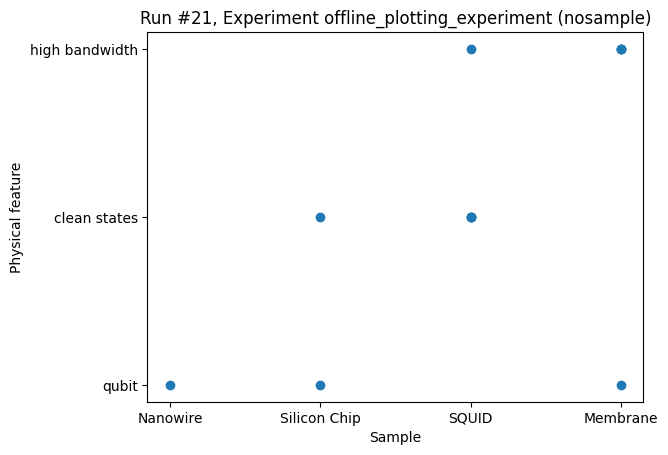 Run #21, Experiment offline_plotting_experiment (nosample)
high bandwidth
clean states
qubit
Physical feature
Nanowire Silicon Chip SQUID Membrane
Sample